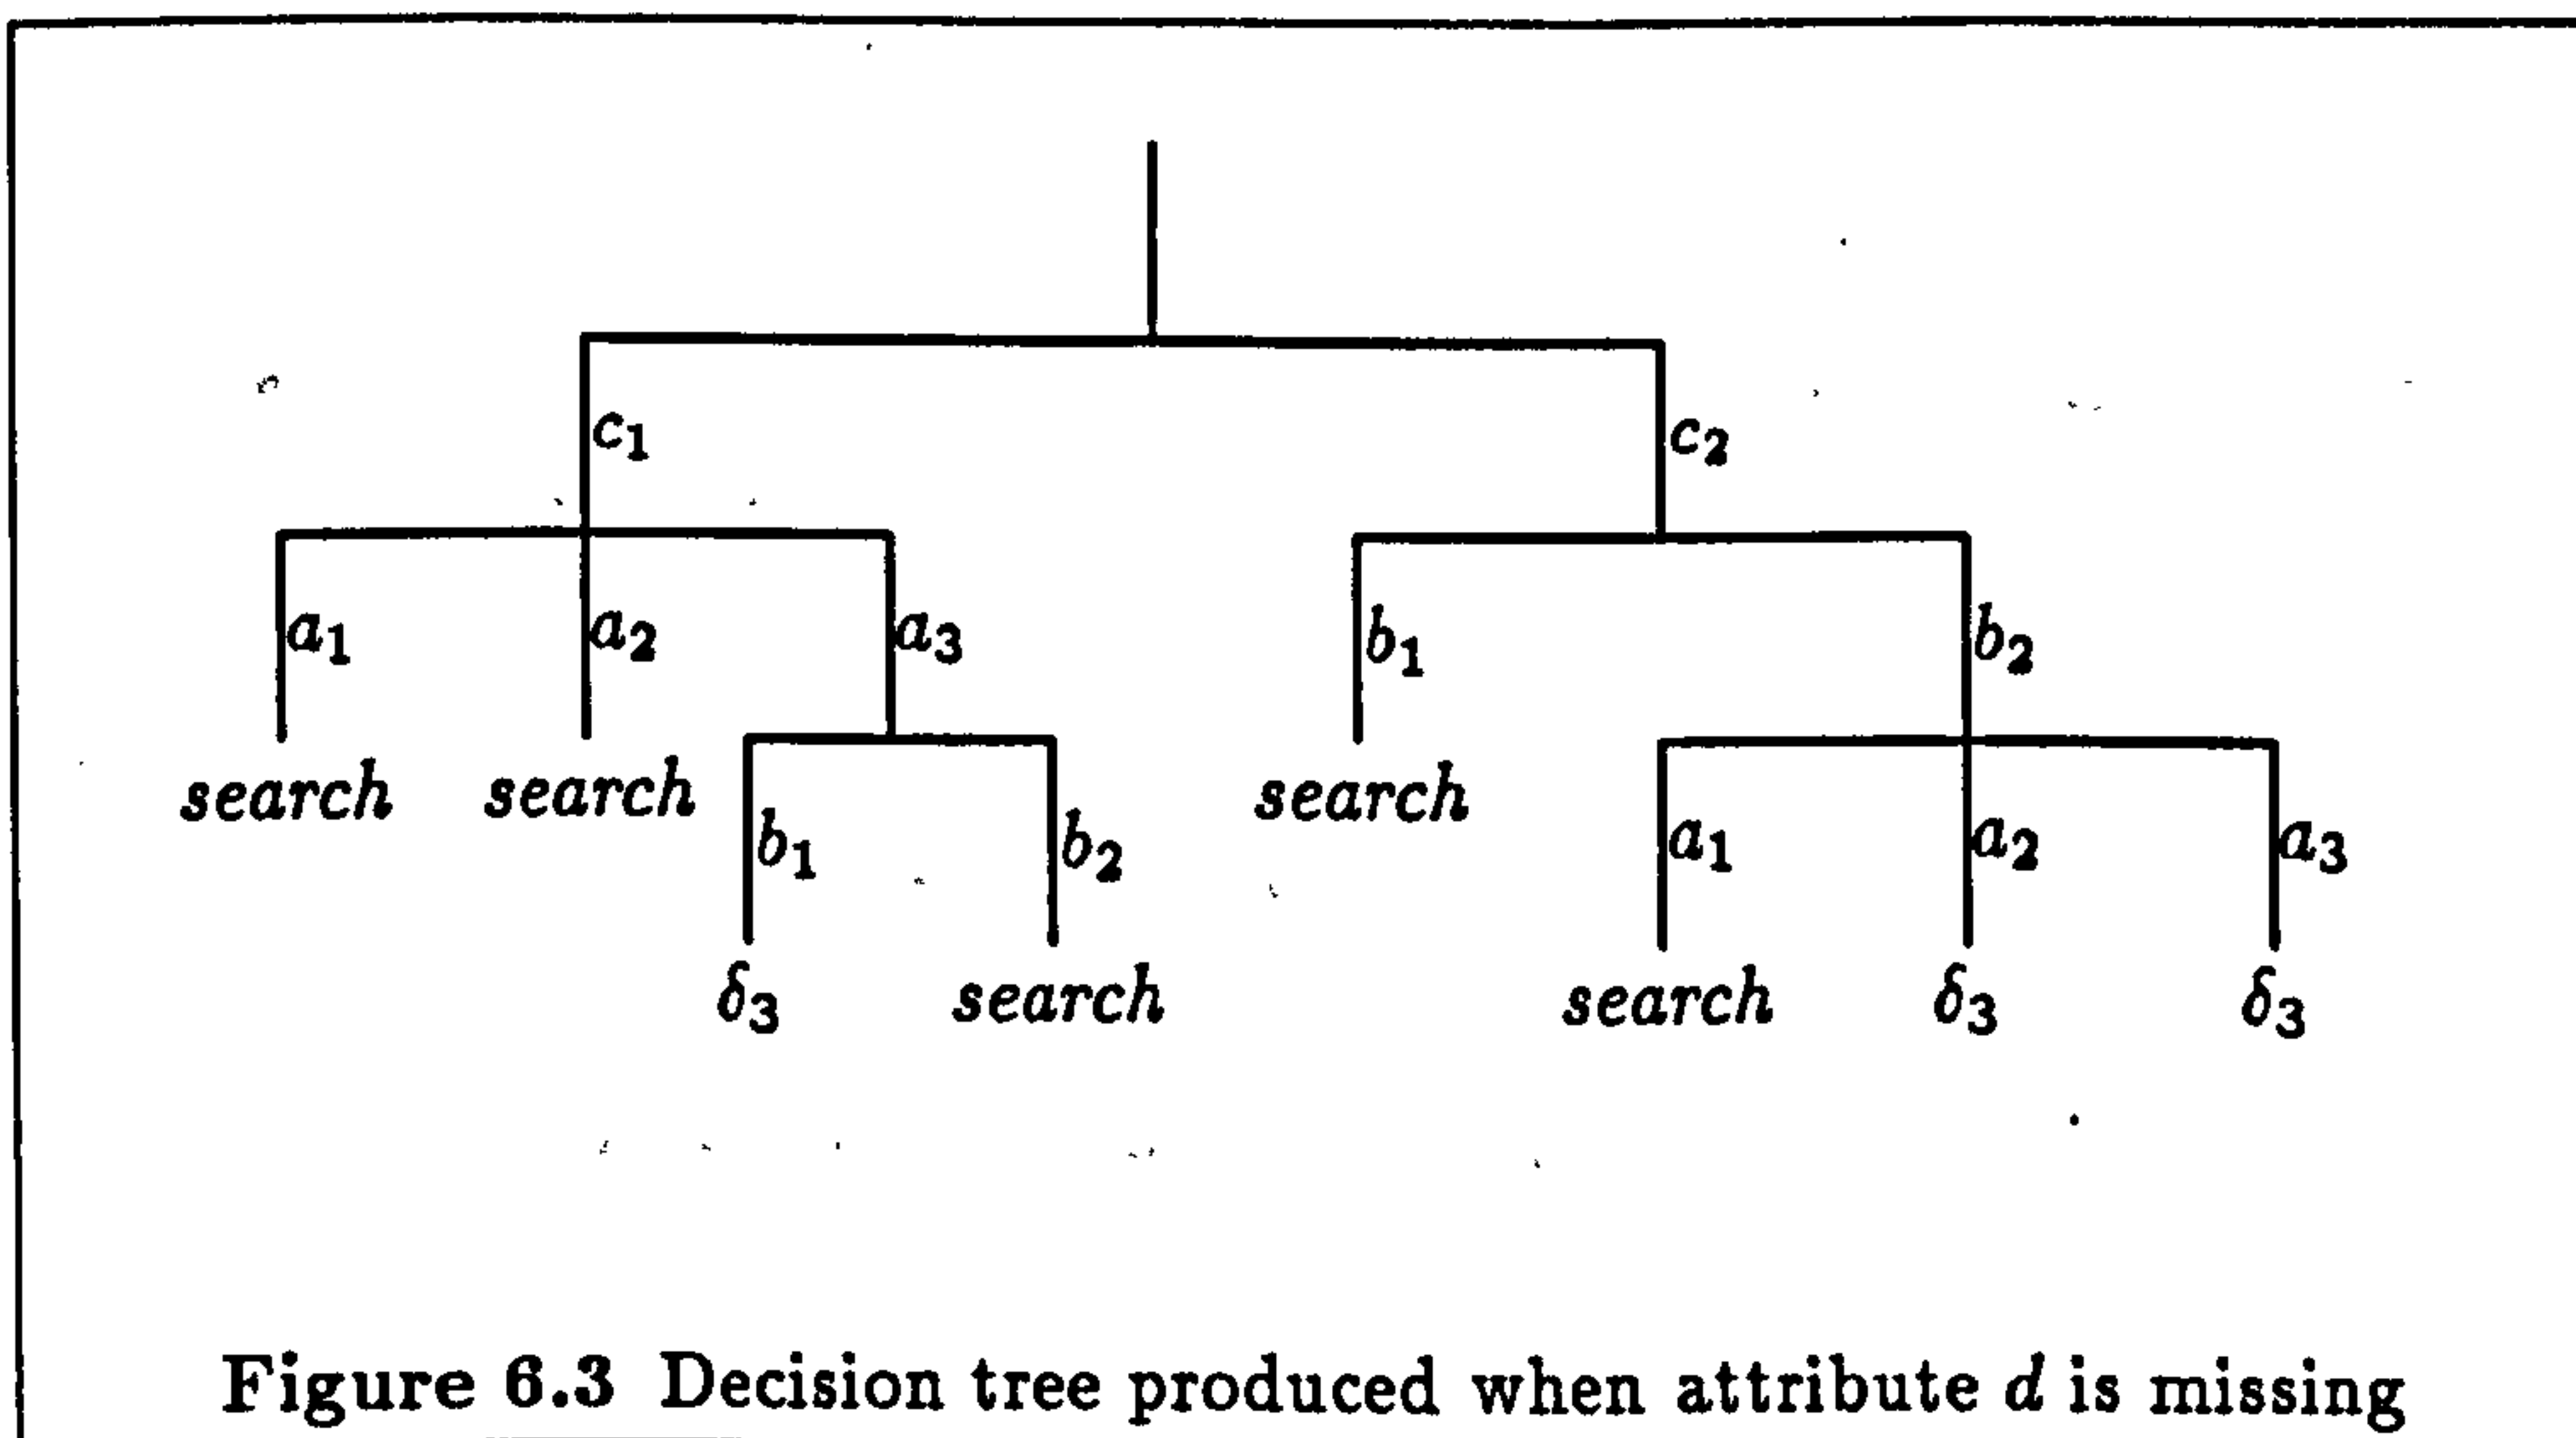 c₁ c₂
a₁ a₂ a₃ b₁ b₂
search search search
b₁ b₂ a₁ a₂ a₃
δ₃ search search δ₃ δ₃
Figure 6.3 Decision tree produced when attribute d is missing